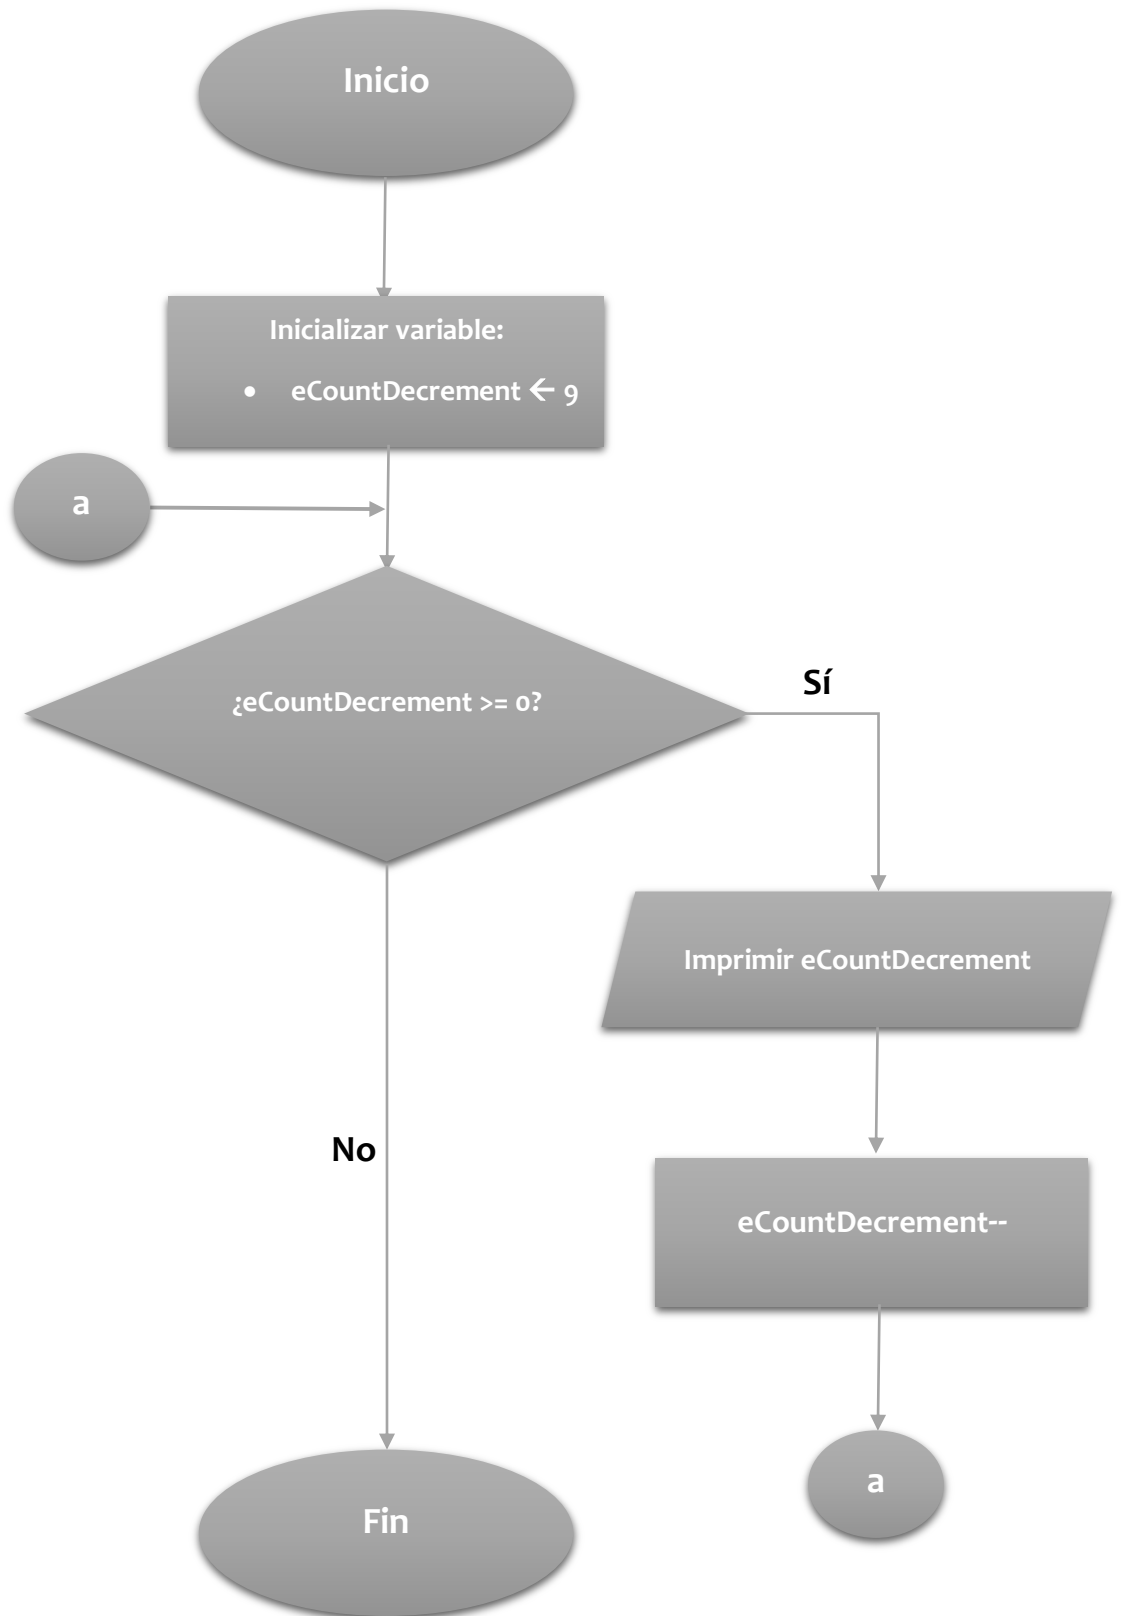 Inicio
Inicializar variable:
• eCountDecrement ← 9
a
¿eCountDecrement >= 0?
Sí
Imprimir eCountDecrement
No
eCountDecrement--
a
Fin